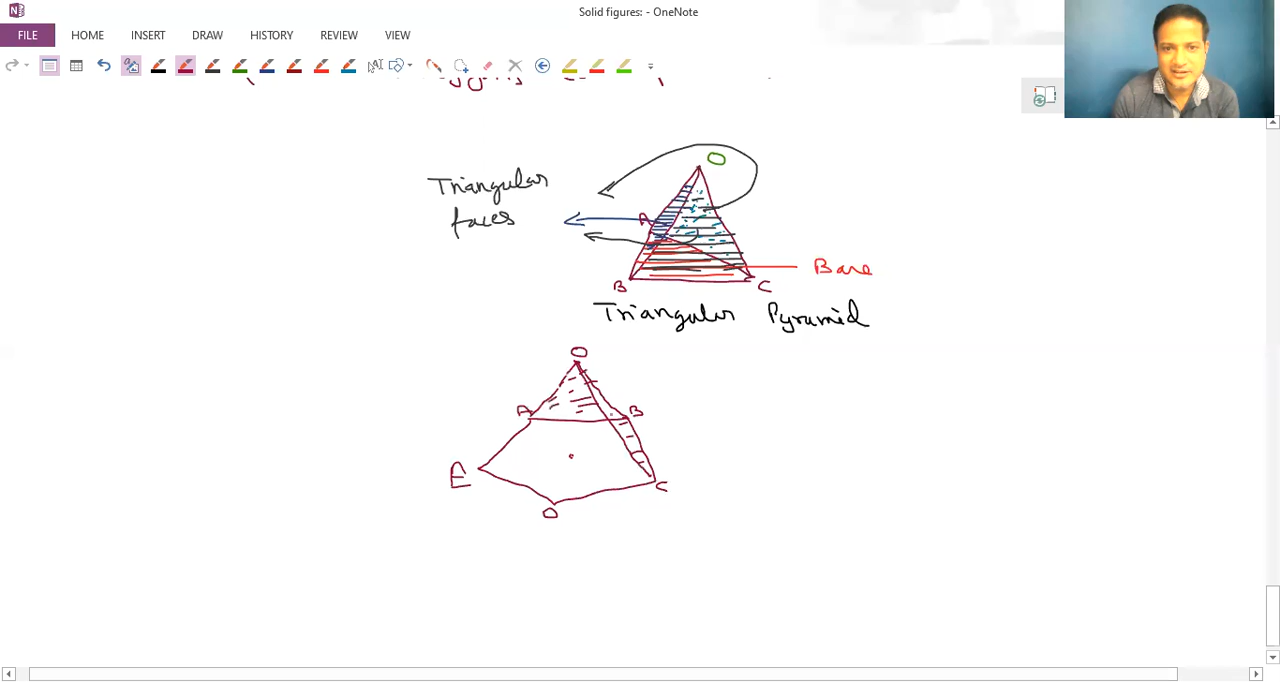 Solid figures: - OneNote
FILE HOME INSERT DRAW HISTORY REVIEW VIEW
O
Triangular
faces
A
Base
B C
Triangular Pyramid
O
A B
E
C
D